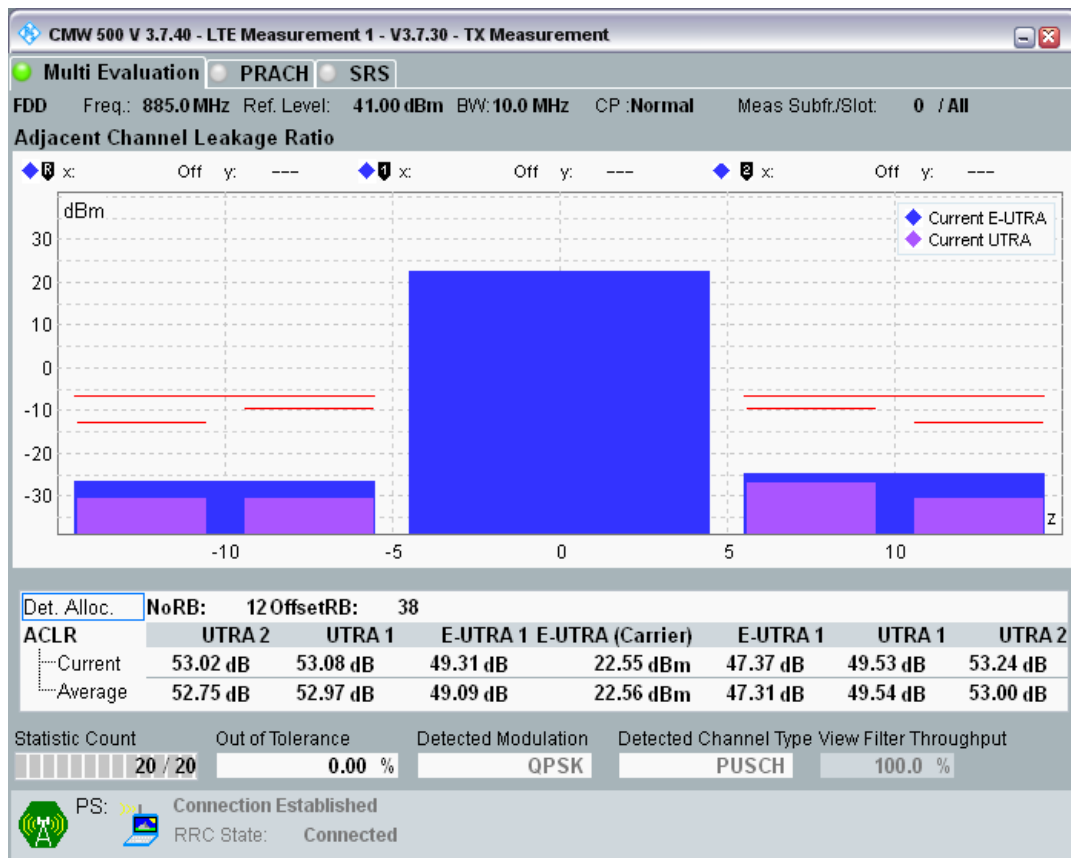 CMW 500 V 3.7.40 - LTE Measurement 1 - V3.7.30 - TX Measurement
Multi Evaluation PRACH SRS
FDD Freq.: 885.0 MHz Ref. Level: 41.00 dBm BW: 10.0 MHz CP :Normal Meas Subfr./Slot: 0 / All
Adjacent Channel Leakage Ratio
R x: Off y: --- 1 x: Off y: --- 2 x: Off y: ---
dBm
Current E-UTRA
Current UTRA
30
20
10
0
-10
-20
-30
z
-10 -5 0 5 10
Det. Alloc. NoRB: 12 OffsetRB: 38
ACLR UTRA 2 UTRA 1 E-UTRA 1 E-UTRA (Carrier) E-UTRA 1 UTRA 1 UTRA 2
Current 53.02 dB 53.08 dB 49.31 dB 22.55 dBm 47.37 dB 49.53 dB 53.24 dB
Average 52.75 dB 52.97 dB 49.09 dB 22.56 dBm 47.31 dB 49.54 dB 53.00 dB
Statistic Count Out of Tolerance Detected Modulation Detected Channel Type View Filter Throughput
20 / 20 0.00 % QPSK PUSCH 100.0 %
PS: Connection Established
RRC State: Connected